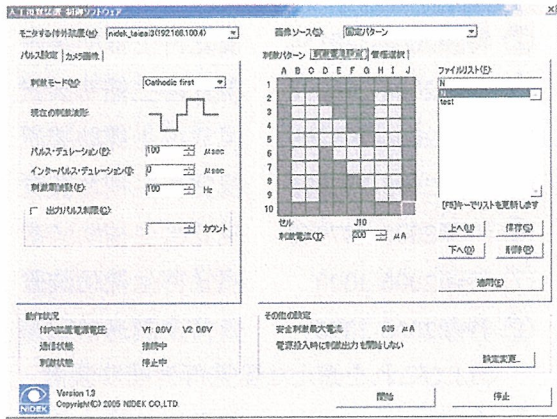 人工視覚装置 制御ソフトウェア
モニタする体外装置(M): nidek_taisei3(192.168.100.4)
画像ソース(S): 固定パターン
パルス設定 カメラ画像
刺激パターン 刺激電流設定 管理選択
刺激モード(M): Cathodic first
現在の刺激波形:
パルス・デュレーション(P): 100 μsec
インターパルス・デュレーション(I): 0 μsec
刺激周波数(F): 100 Hz
出力パルス制限(C):
カウント
A B C D E F G H I J
1
2
3
4
5
6
7
8
9
10
セル J10
刺激電流(T): 200 μA
ファイルリスト(F):
N
test
[F5]キーでリストを更新します
上へ(U) 保存(S)
下へ(D) 削除(R)
適用(E)
動作状況
体内装置電源電圧: V1 0.0V V2 0.0V
通信状態: 接続中
刺激状態: 停止中
その他の設定
安全刺激最大電流 635 μA
電源投入時に刺激出力を開始しない
設定変更...
NIDEK
Version 1.3
Copyright(C) 2005 NIDEK CO.,LTD.
開始 停止